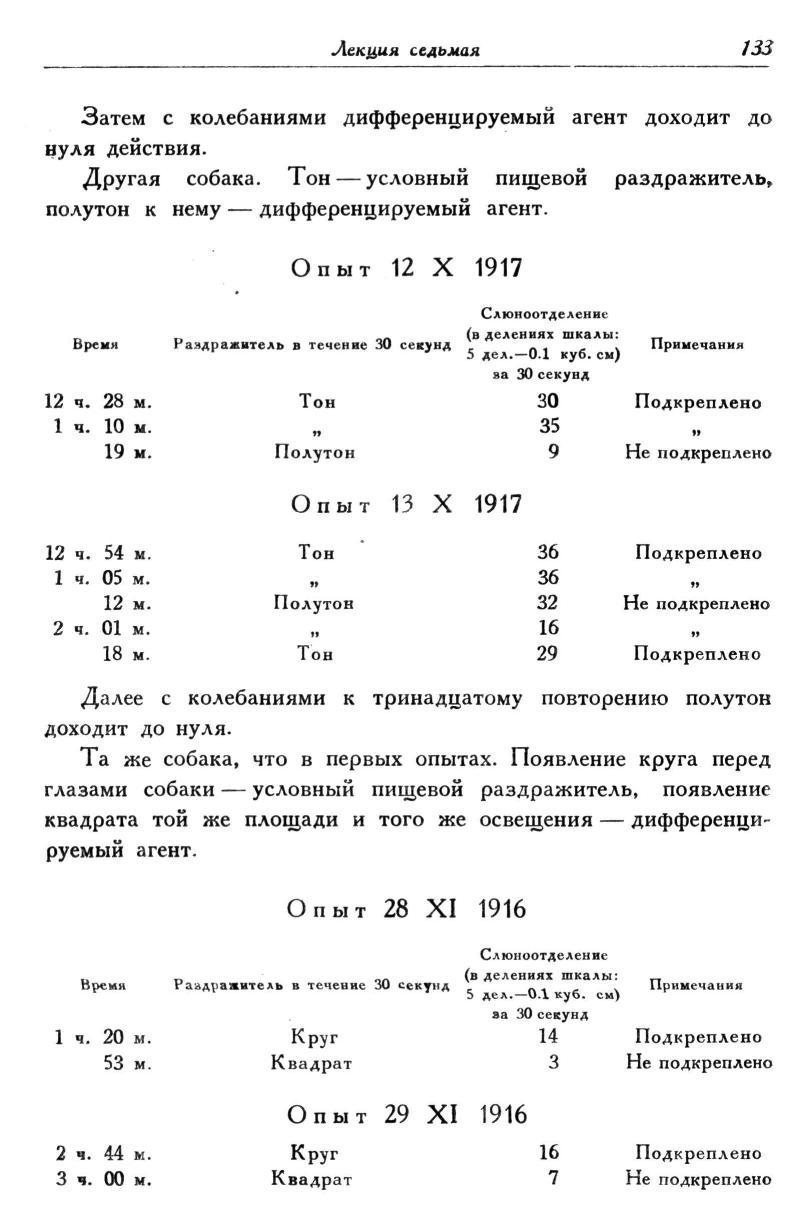 Лекция седьмая 133
Затем с колебаниями дифференцируемый агент доходит до
нуля действия.
Другая собака. Тон — условный пищевой раздражитель,
полутон к нему — дифференцируемый агент.
Опыт 12 X 1917
Время Раздражитель в течение 30 секунд Слюноотделение (в делениях шкалы: 5 дел.—0.1 куб. см) за 30 секунд Примечания
12 ч. 28 м. Тон 30 Подкреплено
1 ч. 10 м. „ 35 „
19 м. Полутон 9 Не подкреплено
Опыт 13 X 1917
12 ч. 54 м. Тон 36 Подкреплено
1 ч. 05 м. „ 36 „
12 м. Полутон 32 Не подкреплено
2 ч. 01 м. „ 16 „
18 м. Тон 29 Подкреплено
Далее с колебаниями к тринадцатому повторению полутон
доходит до нуля.
Та же собака, что в первых опытах. Появление круга перед
глазами собаки — условный пищевой раздражитель, появление
квадрата той же площади и того же освещения — дифференци-
руемый агент.
Опыт 28 XI 1916
Время Раздражитель в течение 30 секунд Слюноотделение (в делениях шкалы: 5 дел.—0.1 куб. см) за 30 секунд Примечания
1 ч. 20 м. Круг 14 Подкреплено
53 м. Квадрат 3 Не подкреплено
Опыт 29 XI 1916
2 ч. 44 м. Круг 16 Подкреплено
3 ч. 00 м. Квадрат 7 Не подкреплено